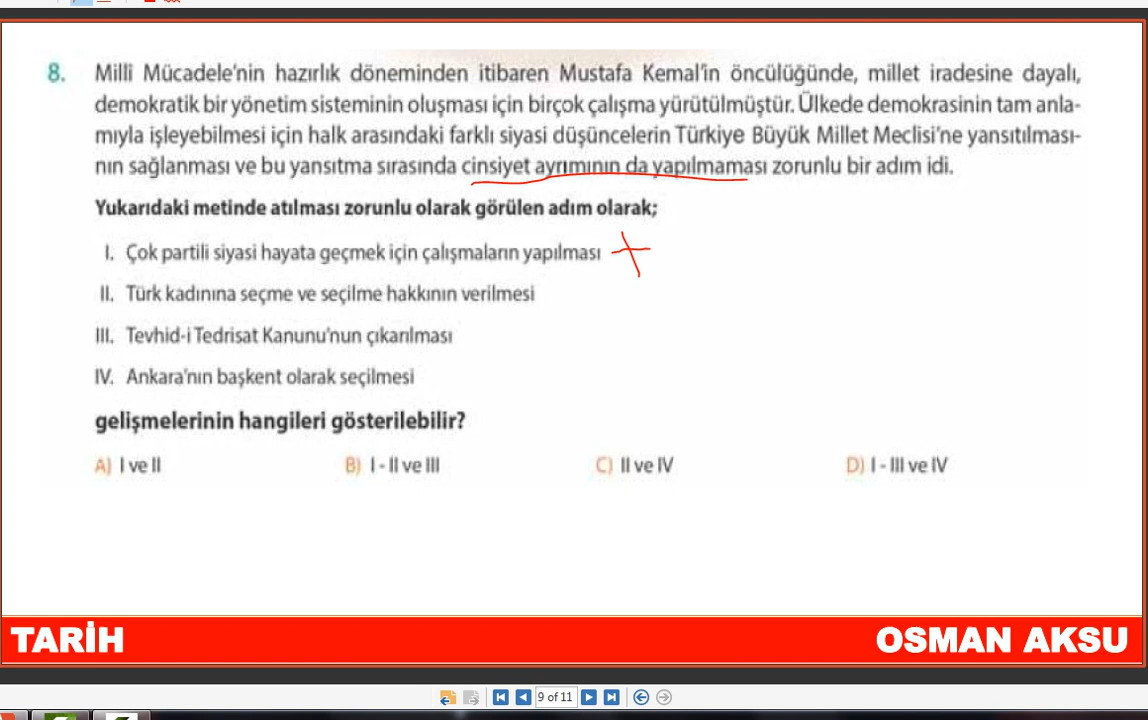 8. Millî Mücadele'nin hazırlık döneminden itibaren Mustafa Kemal'in öncülüğünde, millet iradesine dayalı,
demokratik bir yönetim sisteminin oluşması için birçok çalışma yürütülmüştür. Ülkede demokrasinin tam anla-
mıyla işleyebilmesi için halk arasındaki farklı siyasi düşüncelerin Türkiye Büyük Millet Meclisi'ne yansıtılması-
nın sağlanması ve bu yansıtma sırasında cinsiyet ayrımının da yapılmaması zorunlu bir adım idi.
Yukarıdaki metinde atılması zorunlu olarak görülen adım olarak;
I. Çok partili siyasi hayata geçmek için çalışmaların yapılması
II. Türk kadınına seçme ve seçilme hakkının verilmesi
III. Tevhid-i Tedrisat Kanunu'nun çıkarılması
IV. Ankara'nın başkent olarak seçilmesi
gelişmelerinin hangileri gösterilebilir?
A) I ve II B) I - II ve III C) II ve IV D) I - III ve IV
TARİH OSMAN AKSU
9 of 11